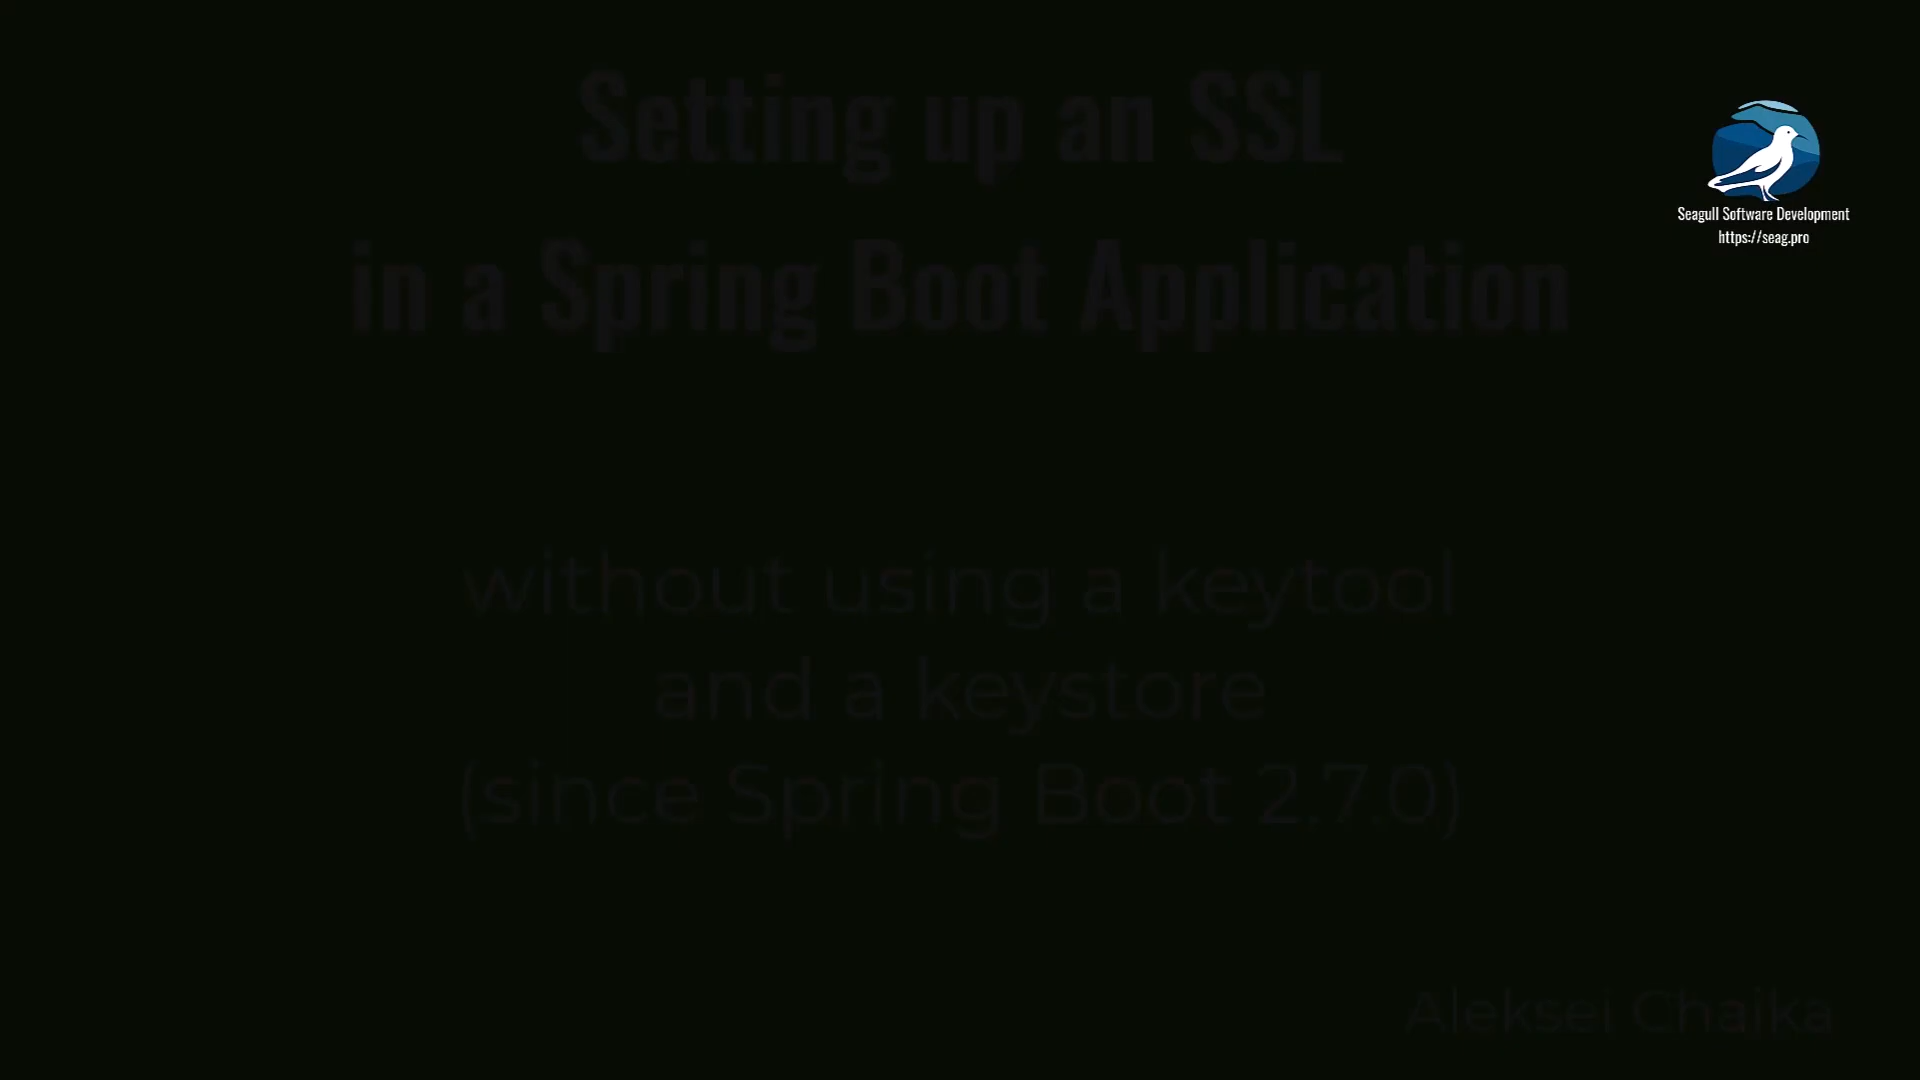 Setting up an SSL
in a Spring Boot Application
Seagull Software Development
https://seag.pro
without using a keytool
and a keystore
(since Spring Boot 2.7.0)
Aleksei Chaika